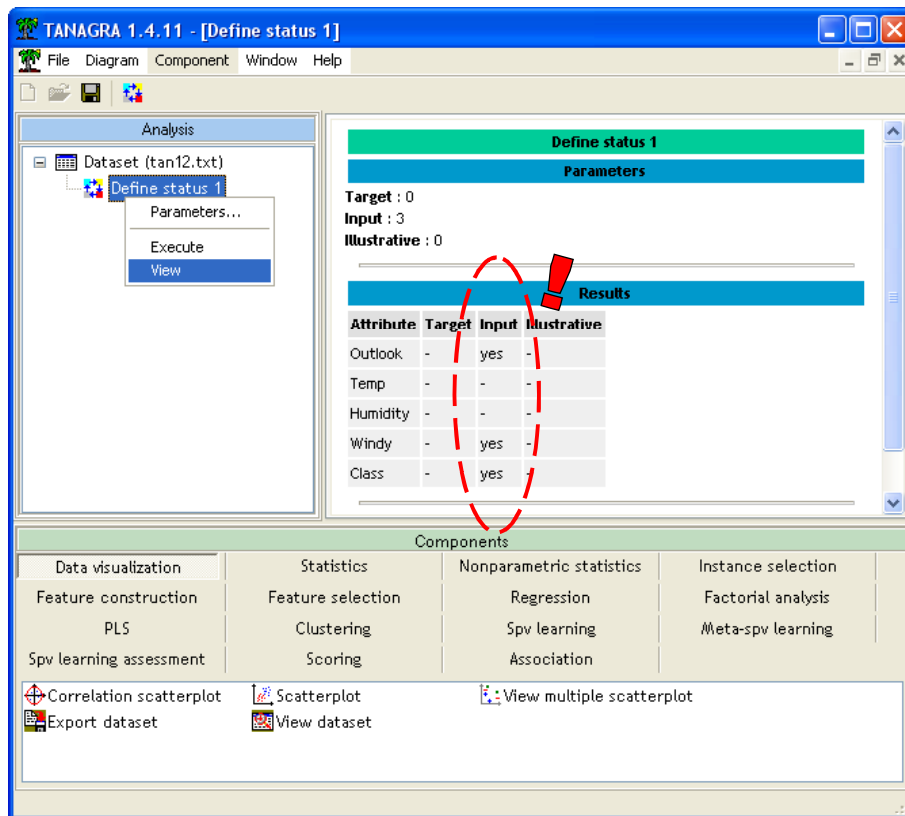 TANAGRA 1.4.11 - [Define status 1]
File Diagram Component Window Help
Analysis
Dataset (tan12.txt)
Define status 1
Parameters...
Execute
View
Define status 1
Parameters
Target : 0
Input : 3
Illustrative : 0
Results
Attribute Target Input Illustrative
Outlook - yes -
Temp - - -
Humidity - - -
Windy - yes -
Class - yes -
Components
Data visualization Statistics Nonparametric statistics Instance selection
Feature construction Feature selection Regression Factorial analysis
PLS Clustering Spv learning Meta-spv learning
Spv learning assessment Scoring Association
Correlation scatterplot Scatterplot View multiple scatterplot
Export dataset View dataset